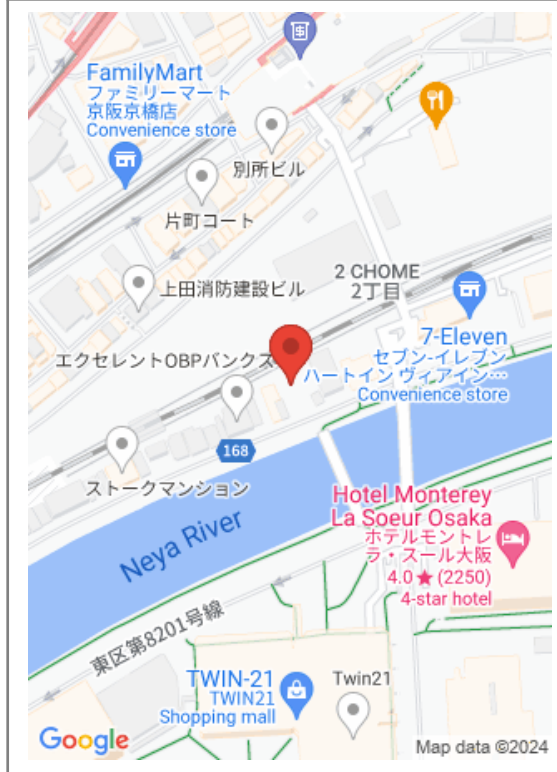 FamilyMart
ファミリーマート
京阪京橋店
Convenience store
別所ビル
片町コート
上田消防建設ビル
2 CHOME
2丁目
7-Eleven
セブン-イレブン
ハートイン ヴィアイン…
Convenience store
エクセレントOBPバンクス
168
ストークマンション
Neya River
Hotel Monterey
La Soeur Osaka
ホテルモントレ
ラ・スール大阪
4.0 ★ (2250)
4-star hotel
東区第8201号線
TWIN-21
TWIN21
Shopping mall
Twin21
Google
Map data ©2024